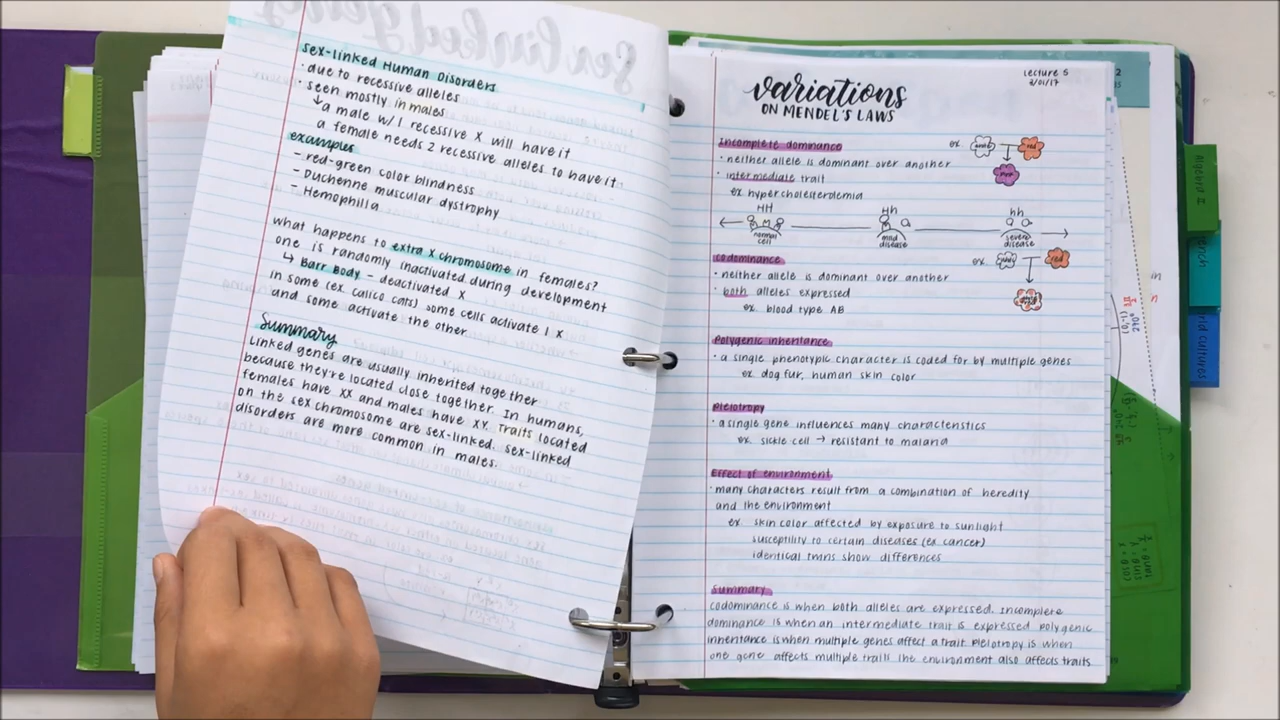 sex-linked Human Disorders
· due to recessive alleles
· seen mostly in males
↳ a male w/ 1 recessive X will have it
a female needs 2 recessive alleles to have it
examples
- red-green color blindness
- Duchenne muscular dystrophy
- Hemophilia
what happens to extra X chromosome in females?
one is randomly inactivated during development
↳ Barr Body - deactivated X
in some (ex calico cats) some cells activate 1 X
and some activate the other
Summary
Linked genes are usually inherited together
because they're located close together. In humans,
females have XX and males have XY. Traits located
on the sex chromosome are sex-linked. sex-linked
disorders are more common in males.
Lecture 5
2/01/17
variations
ON MENDEL'S LAWS
Incomplete dominance
· neither allele is dominant over another
· intermediate trait
ex. hypercholesterolemia
ex. white red
HH Hh hh
normal cell
mild disease
severe disease
codominance
· neither allele is dominant over another
· both alleles expressed
ex. blood type AB
ex. red
Polygenic inheritance
· a single phenotypic character is coded for by multiple genes
ex. dog fur, human skin color
Pleiotropy
· a single gene influences many characteristics
ex. sickle cell → resistant to malaria
Effect of environment
· many characters result from a combination of heredity
and the environment
ex. skin color affected by exposure to sunlight
susceptibility to certain diseases (ex cancer)
identical twins show differences
Summary
codominance is when both alleles are expressed. Incomplete
dominance is when an intermediate trait is expressed polygenic
inheritance is when multiple genes affect a trait Pleiotropy is when
one gene affects multiple traits the environment also affects traits
Algebra II
ench
rld cultures